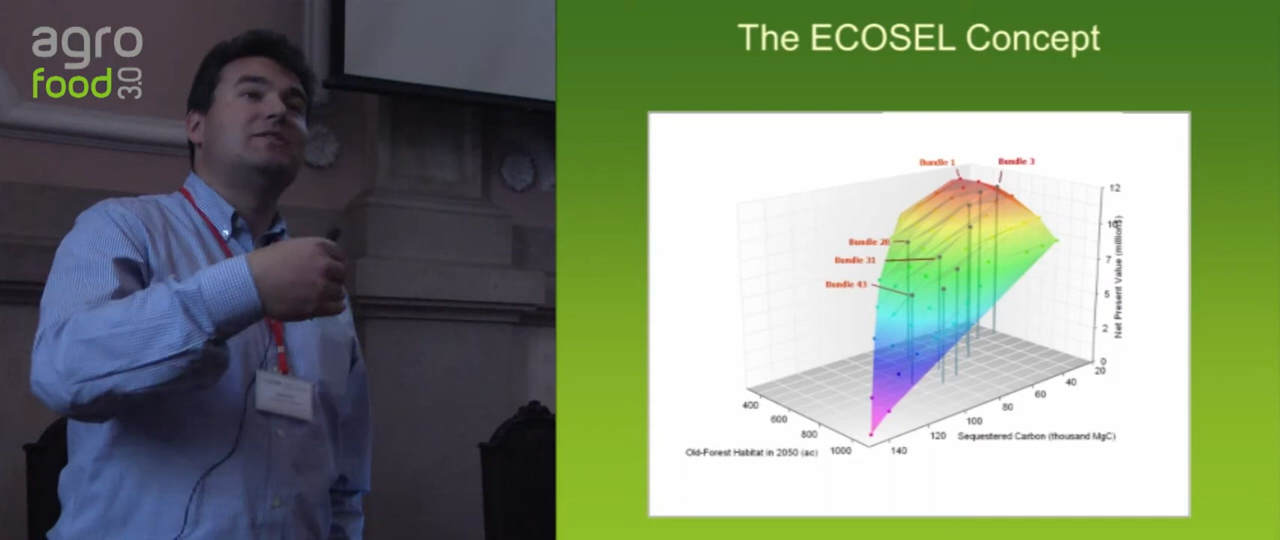 agro
food 3.0
The ECOSEL Concept
Bundle 1
Bundle 3
Bundle 28
Bundle 31
Bundle 43
12
10
7
5
2
0
Net Present Value (millions)
20
40
60
80
100
120
140
Sequestered Carbon (thousand MgC)
400
600
800
1000
Old-Forest Habitat in 2050 (ac)